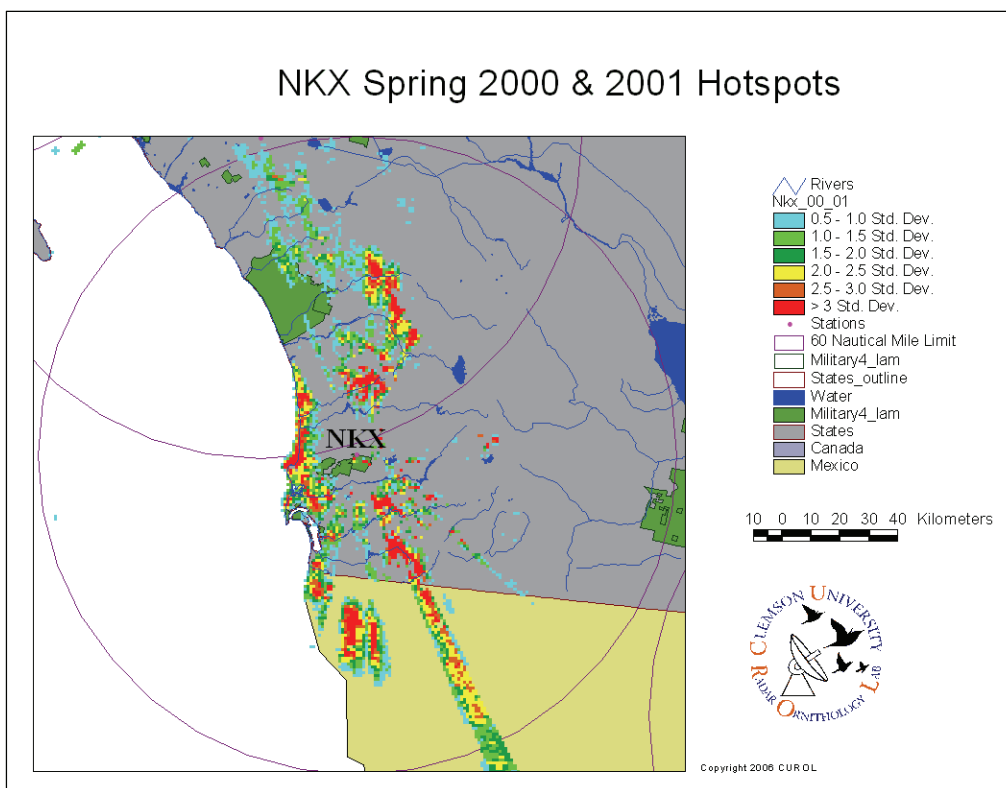 NKX Spring 2000 & 2001 Hotspots
NKX
Rivers
Nkx_00_01
0.5 - 1.0 Std. Dev.
1.0 - 1.5 Std. Dev.
1.5 - 2.0 Std. Dev.
2.0 - 2.5 Std. Dev.
2.5 - 3.0 Std. Dev.
> 3 Std. Dev.
Stations
60 Nautical Mile Limit
Military4_lam
States_outline
Water
Military4_lam
States
Canada
Mexico
10 0 10 20 30 40 Kilometers
CLEMSON UNIVERSITY
RADAR ORNITHOLOGY LAB
Copyright 2006 CUROL